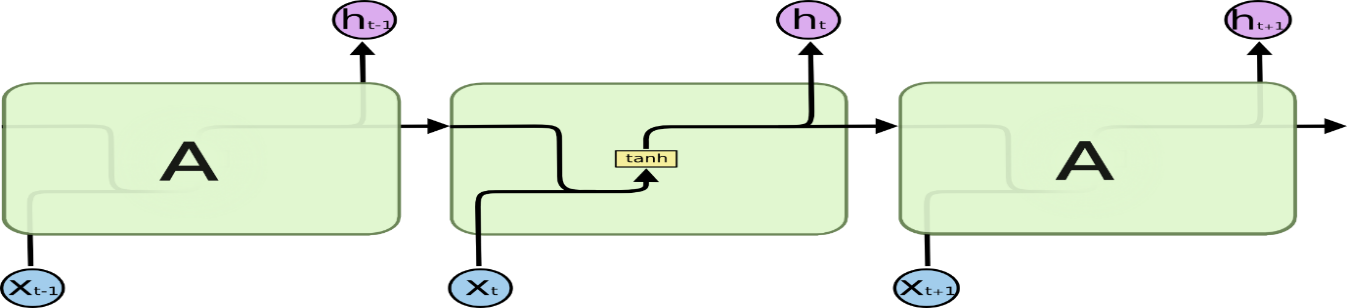 ht-1 ht ht+1
A tanh A
xt-1 xt xt+1